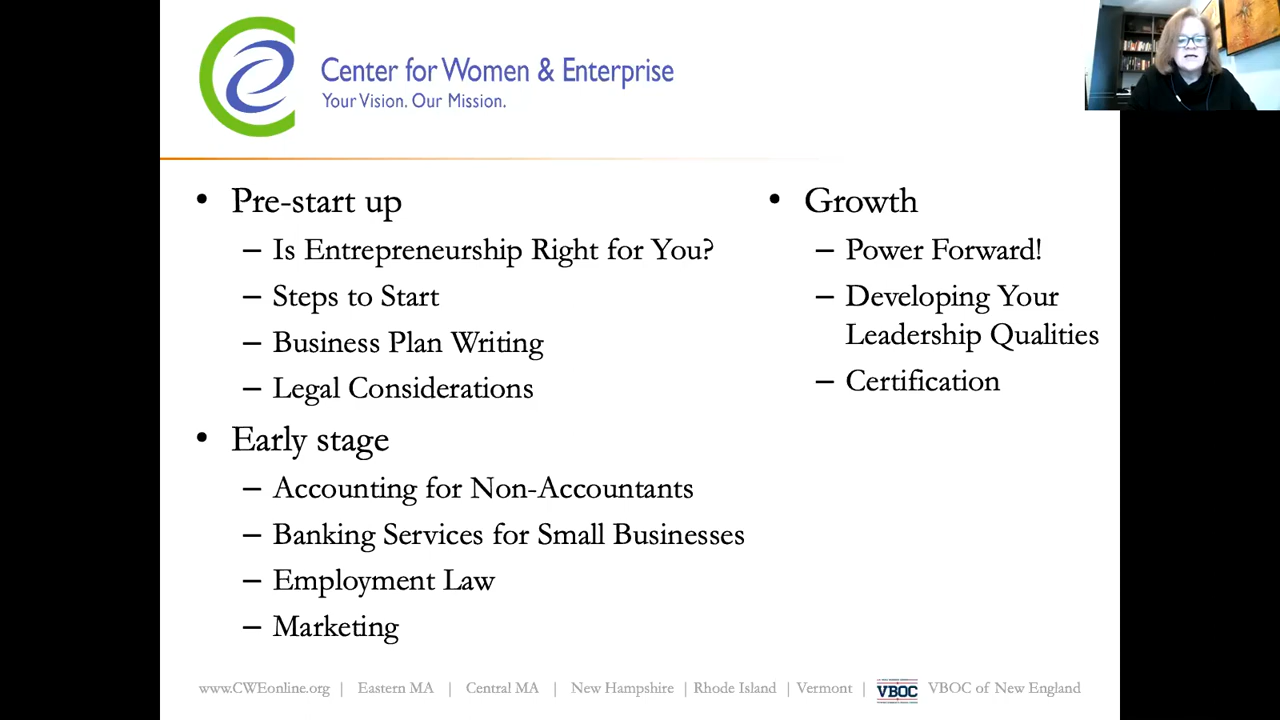 Center for Women & Enterprise
Your Vision. Our Mission.
• Pre-start up
– Is Entrepreneurship Right for You?
– Steps to Start
– Business Plan Writing
– Legal Considerations
• Early stage
– Accounting for Non-Accountants
– Banking Services for Small Businesses
– Employment Law
– Marketing
• Growth
– Power Forward!
– Developing Your
Leadership Qualities
– Certification
www.CWEonline.org | Eastern MA | Central MA | New Hampshire | Rhode Island | Vermont | VBOC VBOC of New England